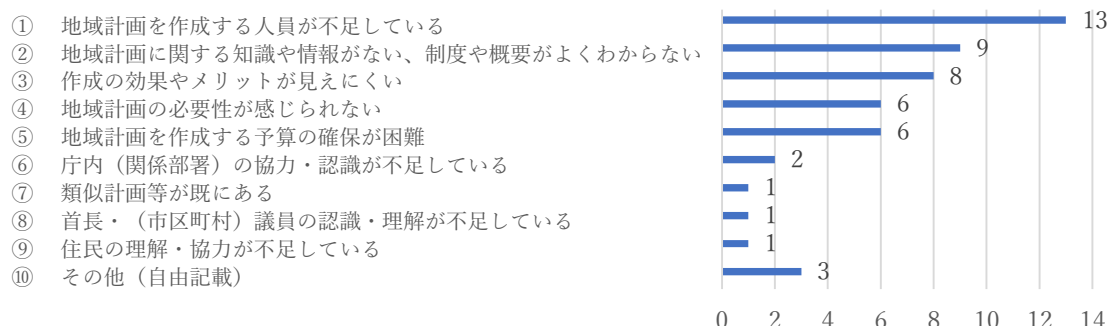 ① 地域計画を作成する人員が不足している 13
② 地域計画に関する知識や情報がない、制度や概要がよくわからない 9
③ 作成の効果やメリットが見えにくい 8
④ 地域計画の必要性が感じられない 6
⑤ 地域計画を作成する予算の確保が困難 6
⑥ 庁内（関係部署）の協力・認識が不足している 2
⑦ 類似計画等が既にある 1
⑧ 首長・（市区町村）議員の認識・理解が不足している 1
⑨ 住民の理解・協力が不足している 1
⑩ その他（自由記載） 3
0 2 4 6 8 10 12 14